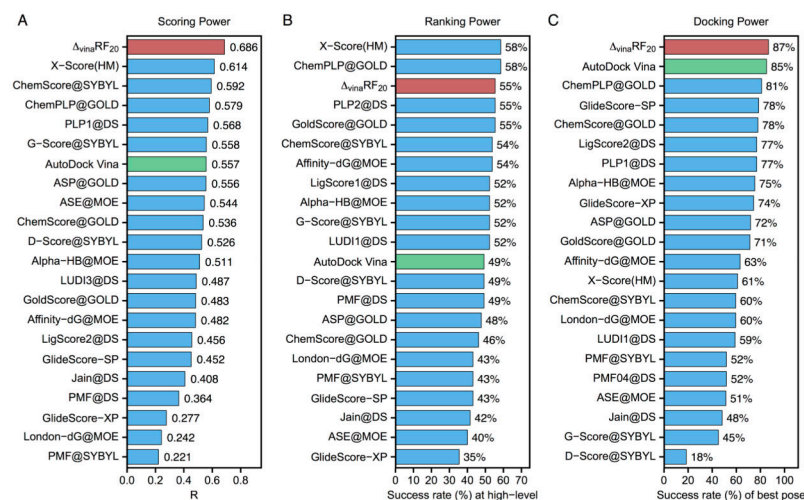 A
Scoring Power
ΔvinaRF20 0.686
X-Score(HM) 0.614
ChemScore@SYBYL 0.592
ChemPLP@GOLD 0.579
PLP1@DS 0.568
G-Score@SYBYL 0.558
AutoDock Vina 0.557
ASP@GOLD 0.556
ASE@MOE 0.544
ChemScore@GOLD 0.536
D-Score@SYBYL 0.526
Alpha-HB@MOE 0.511
LUDI3@DS 0.487
GoldScore@GOLD 0.483
Affinity-dG@MOE 0.482
LigScore2@DS 0.456
GlideScore-SP 0.452
Jain@DS 0.408
PMF@DS 0.364
GlideScore-XP 0.277
London-dG@MOE 0.242
PMF@SYBYL 0.221
0.0 0.2 0.4 0.6 0.8
R
B
Ranking Power
X-Score(HM) 58%
ChemPLP@GOLD 58%
ΔvinaRF20 55%
PLP2@DS 55%
GoldScore@GOLD 55%
ChemScore@SYBYL 54%
Affinity-dG@MOE 54%
LigScore1@DS 52%
Alpha-HB@MOE 52%
G-Score@SYBYL 52%
LUDI1@DS 52%
AutoDock Vina 49%
D-Score@SYBYL 49%
PMF@DS 49%
ASP@GOLD 48%
ChemScore@GOLD 46%
London-dG@MOE 43%
PMF@SYBYL 43%
GlideScore-SP 43%
Jain@DS 42%
ASE@MOE 40%
GlideScore-XP 35%
0 10 20 30 40 50 60 70
Success rate (%) at high-level
C
Docking Power
ΔvinaRF20 87%
AutoDock Vina 85%
ChemPLP@GOLD 81%
GlideScore-SP 78%
ChemScore@GOLD 78%
LigScore2@DS 77%
PLP1@DS 77%
Alpha-HB@MOE 75%
GlideScore-XP 74%
ASP@GOLD 72%
GoldScore@GOLD 71%
Affinity-dG@MOE 63%
X-Score(HM) 61%
ChemScore@SYBYL 60%
London-dG@MOE 60%
LUDI1@DS 59%
PMF@SYBYL 52%
PMF04@DS 52%
ASE@MOE 51%
Jain@DS 48%
G-Score@SYBYL 45%
D-Score@SYBYL 18%
0 20 40 60 80 100
Success rate (%) of best pose